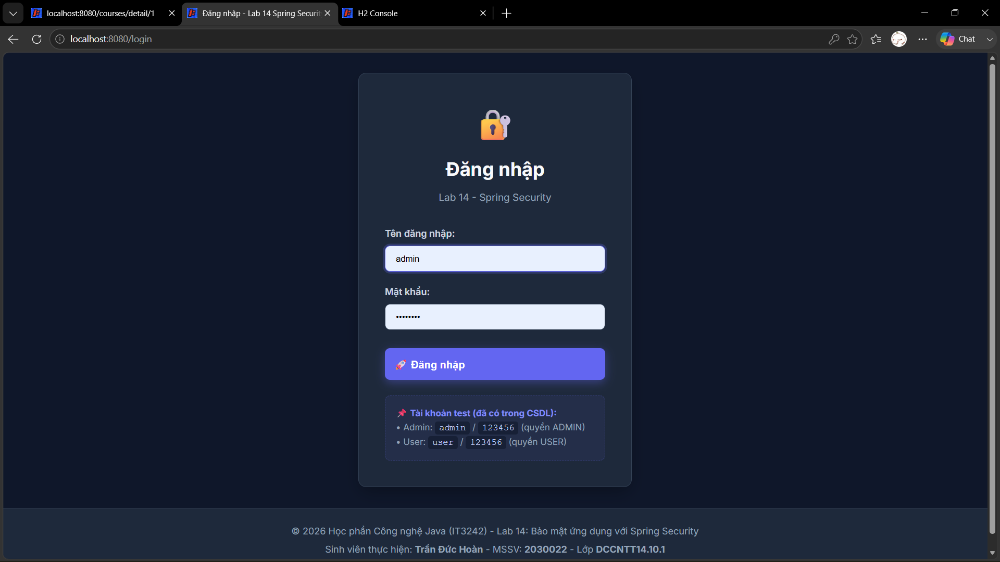 localhost:8080/courses/detail/1
Đăng nhập - Lab 14 Spring Securit
H2 Console
localhost:8080/login
Chat
Đăng nhập
Lab 14 - Spring Security
Tên đăng nhập:
admin
Mật khẩu:
••••••••
🚀 Đăng nhập
📌 Tài khoản test (đã có trong CSDL):
• Admin: admin / 123456 (quyền ADMIN)
• User: user / 123456 (quyền USER)
© 2026 Học phần Công nghệ Java (IT3242) - Lab 14: Bảo mật ứng dụng với Spring Security
Sinh viên thực hiện: Trần Đức Hoàn - MSSV: 2030022 - Lớp DCCNTT14.10.1